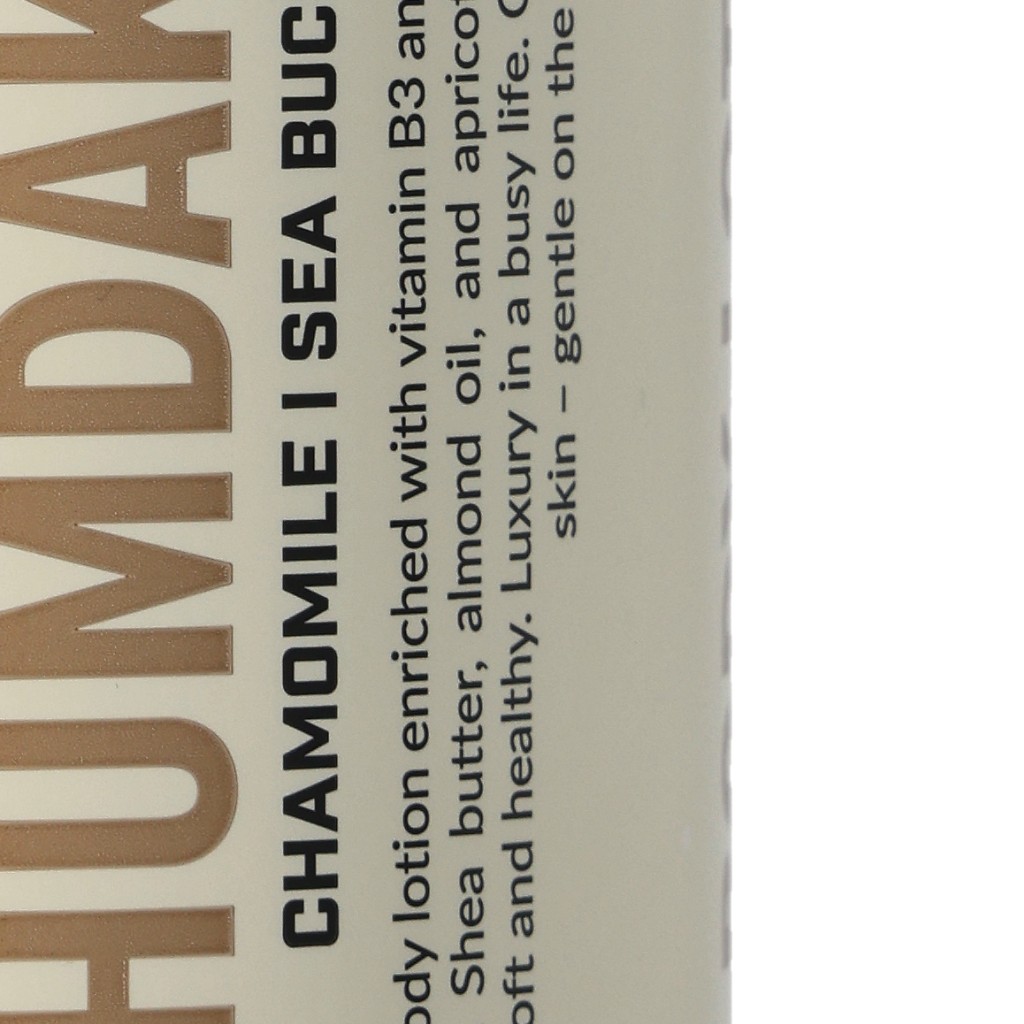 HUMDAK
CHAMOMILE | SEA BUC
ody lotion enriched with vitamin B3 an
Shea butter, almond oil, and apricot
oft and healthy. Luxury in a busy life.
skin – gentle on the